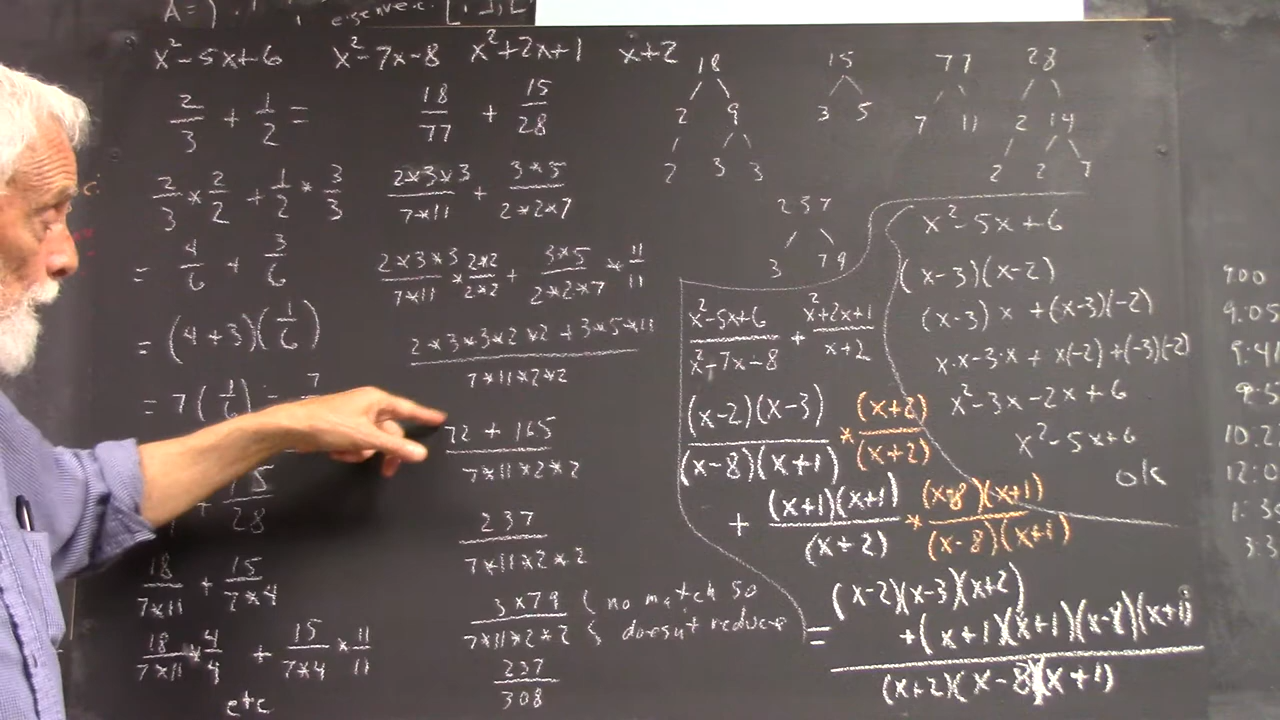 x²-5x+6 x²-7x-8 x²+2x+1 x+2
2/3 + 1/2 =
2/3 * 2/2 + 1/2 * 3/3
= 4/6 + 3/6
= (4+3)(1/6)
= 7(1/6) = 7
15/28
18/7*11 + 15/7*4
18/7*11 * 4/4 + 15/7*4 * 11/11
etc
18/77 + 15/28
2*3*3/7*11 + 3*5/2*2*7
2*3*3/7*11 * 2*2/2*2 + 3*5/2*2*7 * 11/11
2*3*3*2*2 + 3*5*11
7*11*2*2
72 + 165
7*11*2*2
237
7*11*2*2
3*79 no match so
7*11*2*2 doesnt reduce
237
308
18
2 9
2 3 3
15
3 5
77
7 11
28
2 14
2 2 7
237
3 79
x²-5x+6/x²-7x-8 + x²+2x+1/x+2
(x-2)(x-3)/(x-8)(x+1) * (x+2)/(x+2)
+ (x+1)(x+1)/(x+2) * (x-8)(x+1)/(x-8)(x+1)
= (x-2)(x-3)(x+2)
+(x+1)(x+1)(x-8)(x+1)
(x+2)(x-8)(x+1)
x²-5x+6
(x-3)(x-2)
(x-3)x +(x-3)(-2)
x·x-3·x + x(-2)+(-3)(-2)
x²-3x-2x+6
x²-5x+6
ok
9:00
9:05